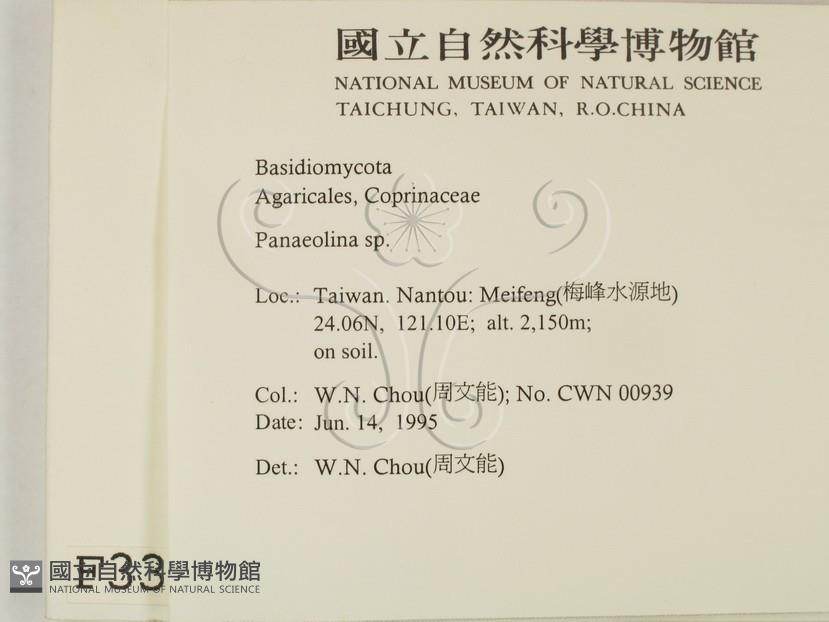 國立自然科學博物館
NATIONAL MUSEUM OF NATURAL SCIENCE
TAICHUNG, TAIWAN, R.O.CHINA
Basidiomycota
Agaricales, Coprinaceae
Panaeolina sp.
Loc.: Taiwan. Nantou: Meifeng(梅峰水源地)
24.06N, 121.10E; alt. 2,150m;
on soil.
Col.: W.N. Chou(周文能); No. CWN 00939
Date: Jun. 14, 1995
Det.: W.N. Chou(周文能)
F33
國立自然科學博物館
NATIONAL MUSEUM OF NATURAL SCIENCE